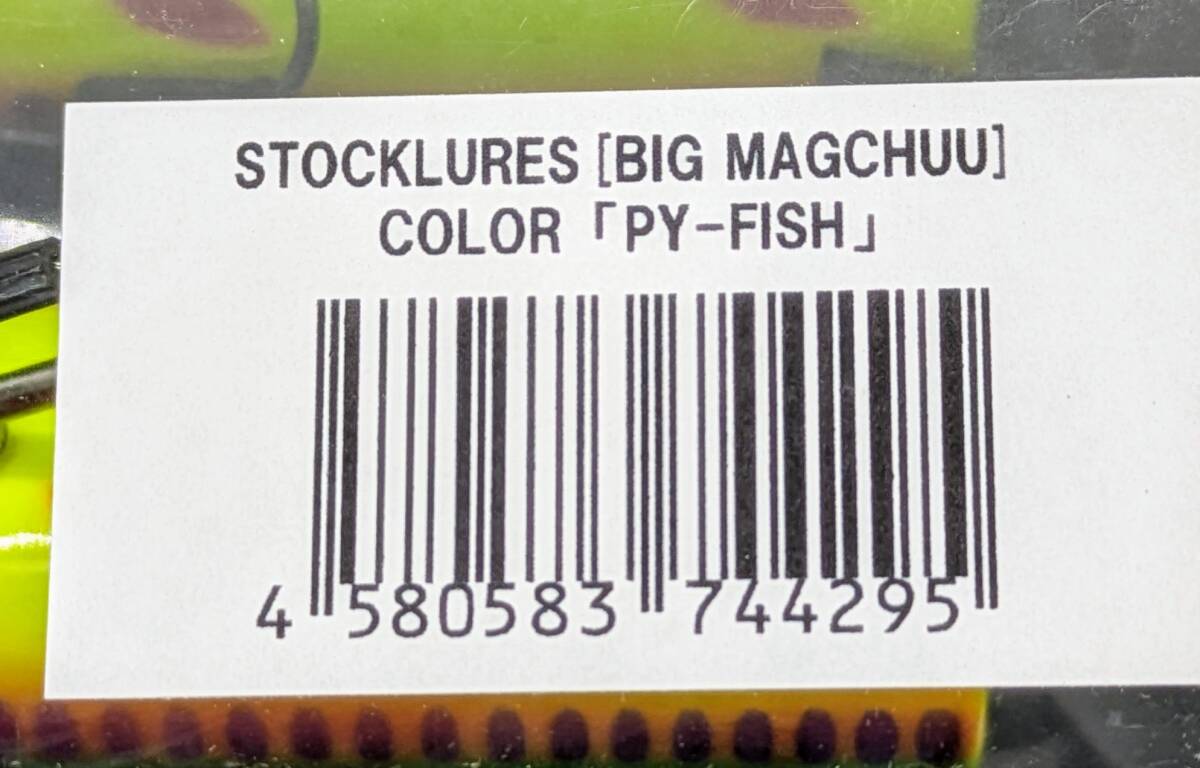 STOCKLURES [BIG MAGCHUU]
COLOR「PY-FISH」
4 580583 744295